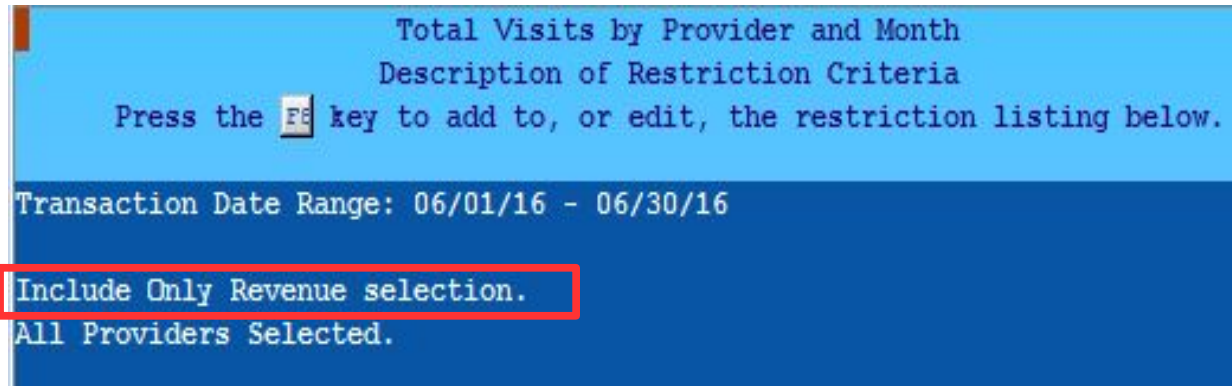 Total Visits by Provider and Month
Description of Restriction Criteria
Press the key to add to, or edit, the restriction listing below.
Transaction Date Range: 06/01/16 - 06/30/16
Include Only Revenue selection.
All Providers Selected.